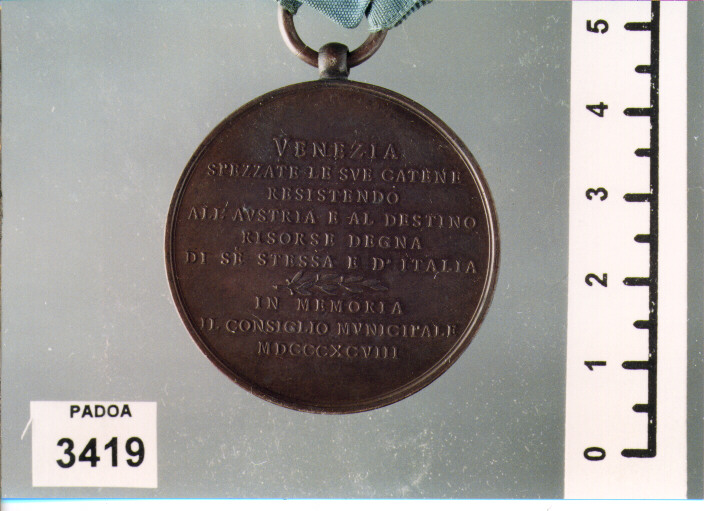 VENEZIA
SPEZZATE LE SVE CATENE
RESISTENDO
ALL'AVSTRIA E AL DESTINO
RISORSE DEGNA
DI SÈ STESSA E D'ITALIA
IN MEMORIA
IL CONSIGLIO MVNICIPALE
MDCCCXCVIII
PADOA
3419
5
4
3
2
1
0